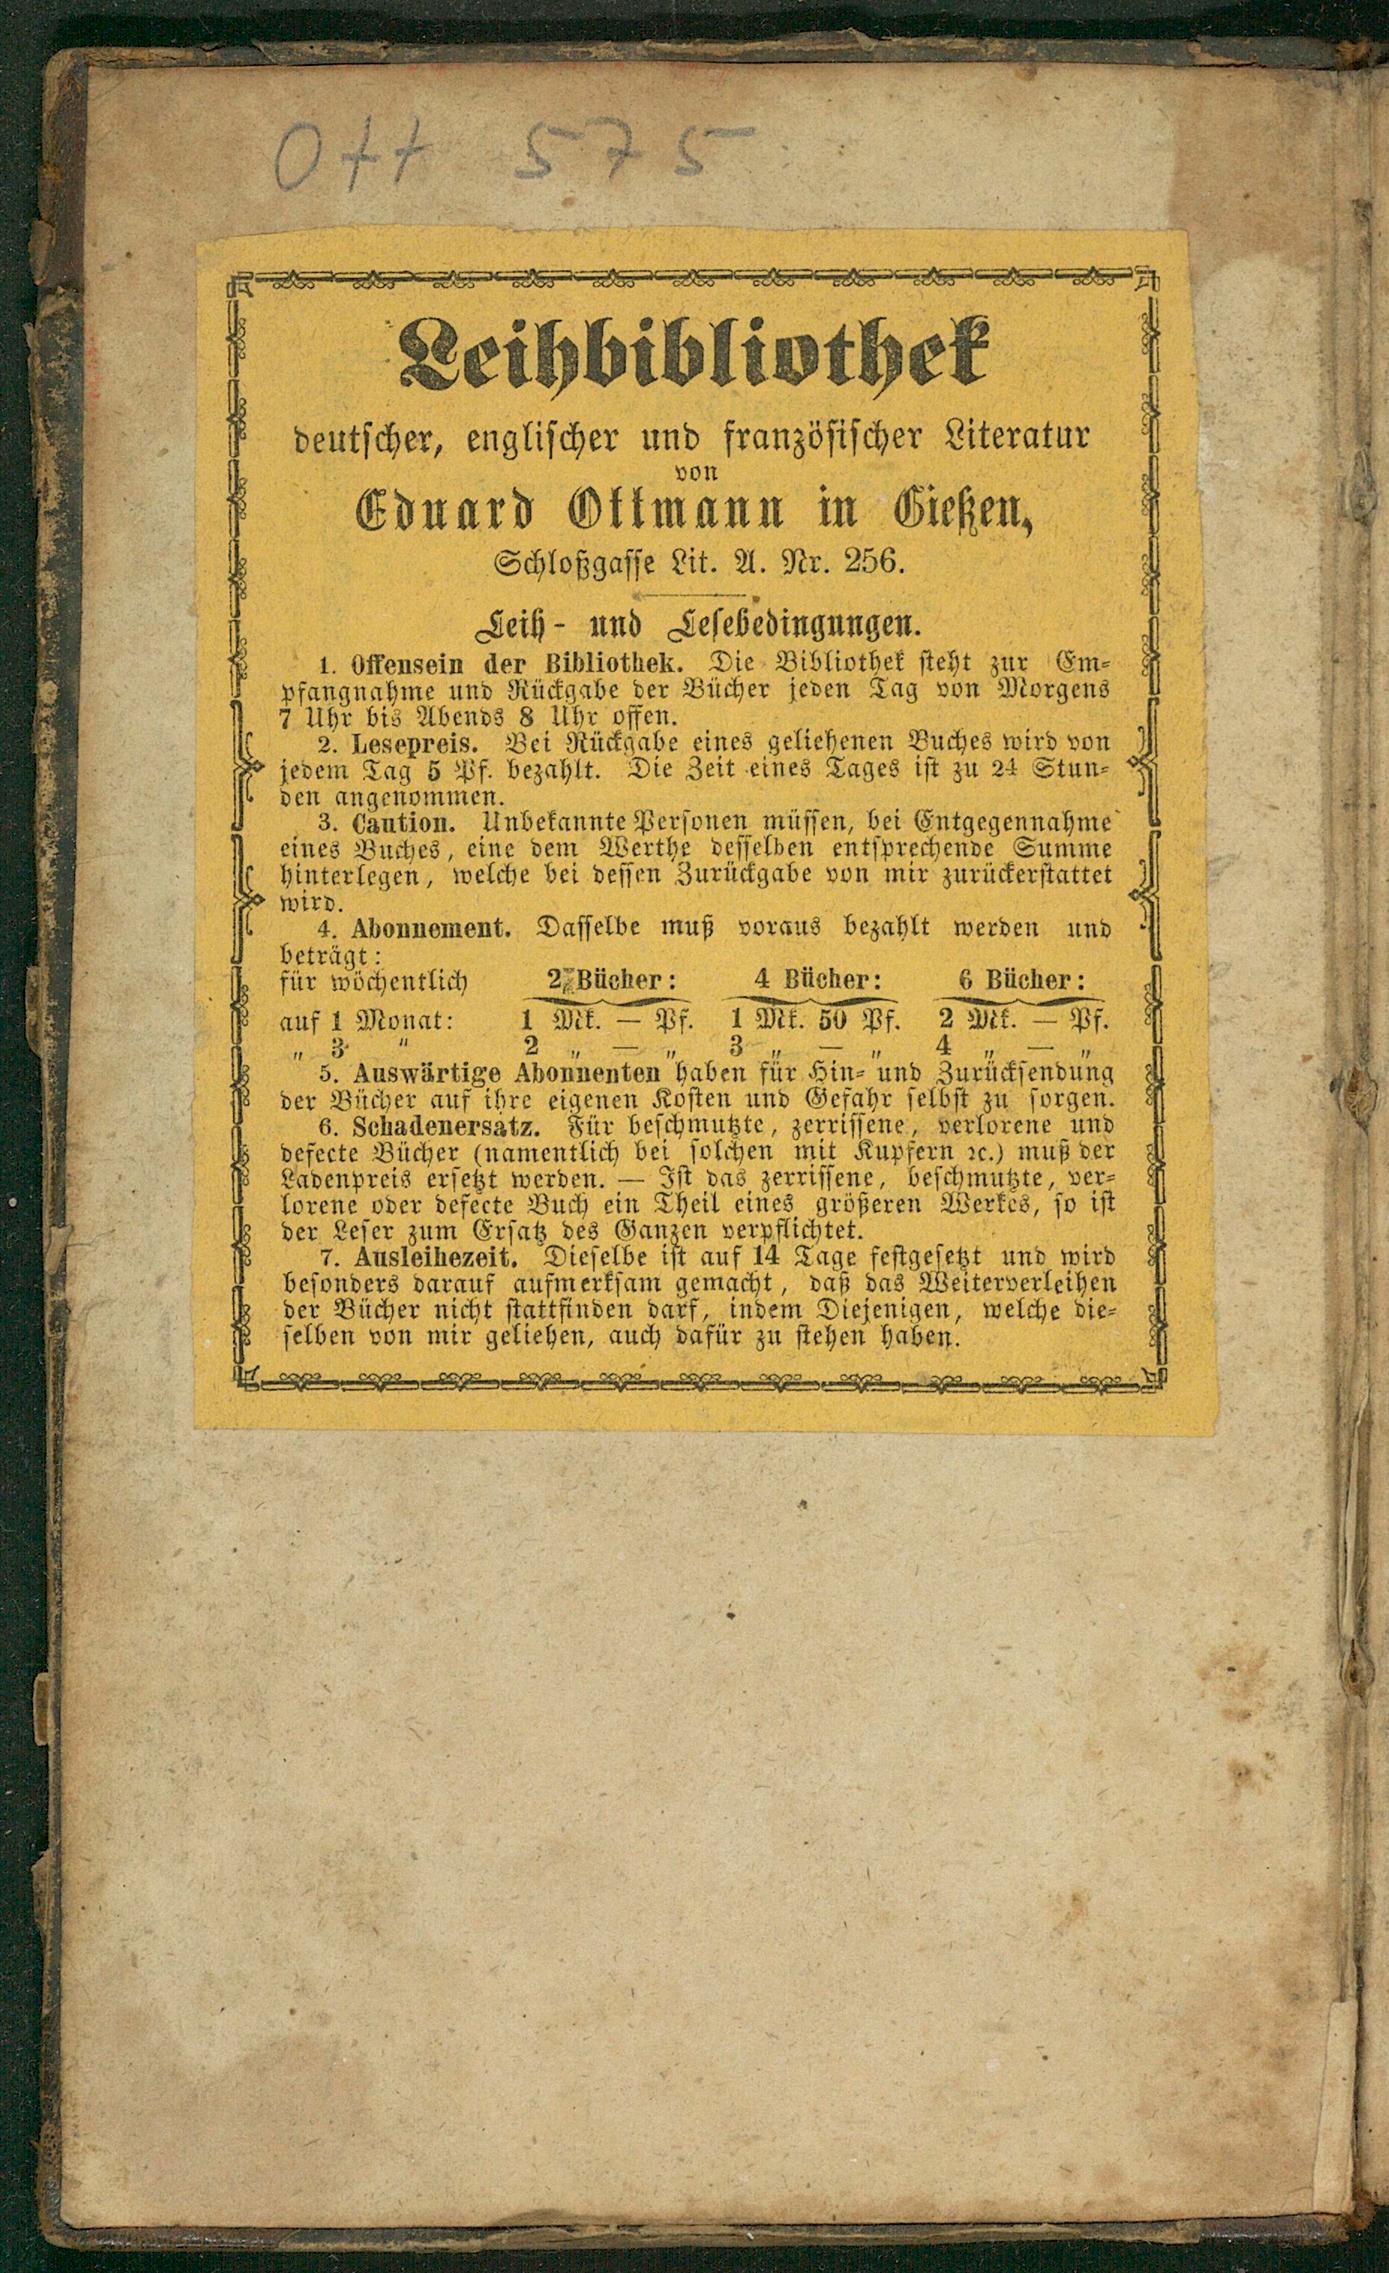 Ott 575
Leihbibliothek
deutscher, englischer und französischer Literatur
von
Eduard Ottmann in Gießen,
Schloßgasse Lit. A. Nr. 256.
Leih- und Lesebedingungen.
1. Offensein der Bibliothek. Die Bibliothek steht zur Em-
pfangnahme und Rückgabe der Bücher jeden Tag von Morgens
7 Uhr bis Abends 8 Uhr offen.
2. Lesepreis. Bei Rückgabe eines geliehenen Buches wird von
jedem Tag 5 Pf. bezahlt. Die Zeit eines Tages ist zu 24 Stun-
den angenommen.
3. Caution. Unbekannte Personen müssen, bei Entgegennahme
eines Buches, eine dem Werthe desselben entsprechende Summe
hinterlegen, welche bei dessen Zurückgabe von mir zurückerstattet
wird.
4. Abonnement. Dasselbe muß voraus bezahlt werden und
beträgt:
für wöchentlich 2 Bücher: 4 Bücher: 6 Bücher:
auf 1 Monat: 1 Mk. — Pf. 1 Mk. 50 Pf. 2 Mk. — Pf.
„ 3 „ 2 „ — „ 3 „ — „ 4 „ — „
5. Auswärtige Abonnenten haben für Hin- und Zurücksendung
der Bücher auf ihre eigenen Kosten und Gefahr selbst zu sorgen.
6. Schadenersatz. Für beschmutzte, zerrissene, verlorene und
defecte Bücher (namentlich bei solchen mit Kupfern ꝛc.) muß der
Ladenpreis ersetzt werden. — Ist das zerrissene, beschmutzte, ver-
lorene oder defecte Buch ein Theil eines größeren Werkes, so ist
der Leser zum Ersatz des Ganzen verpflichtet.
7. Ausleihezeit. Dieselbe ist auf 14 Tage festgesetzt und wird
besonders darauf aufmerksam gemacht, daß das Weiterverleihen
der Bücher nicht stattfinden darf, indem Diejenigen, welche die-
selben von mir geliehen, auch dafür zu stehen haben.